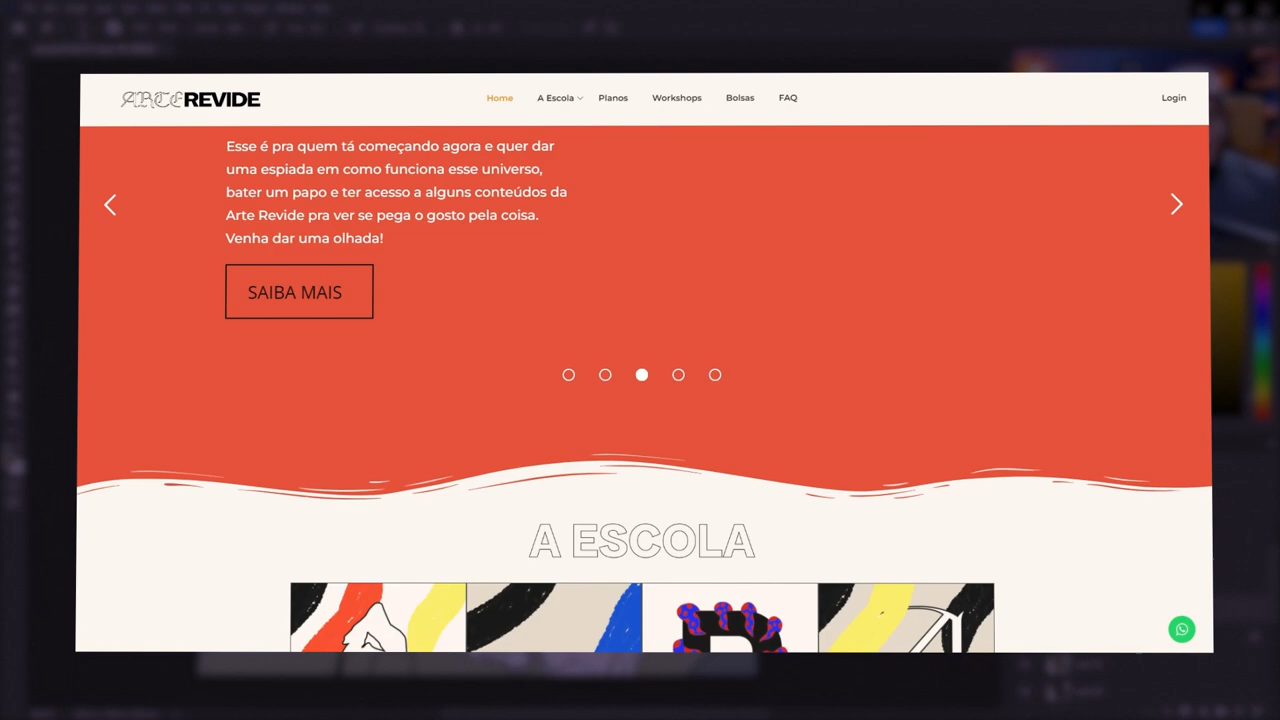 ARTEREVIDE
Home A Escola Planos Workshops Bolsas FAQ Login
Esse é pra quem tá começando agora e quer dar
uma espiada em como funciona esse universo,
bater um papo e ter acesso a alguns conteúdos da
Arte Revide pra ver se pega o gosto pela coisa.
Venha dar uma olhada!
SAIBA MAIS
A ESCOLA